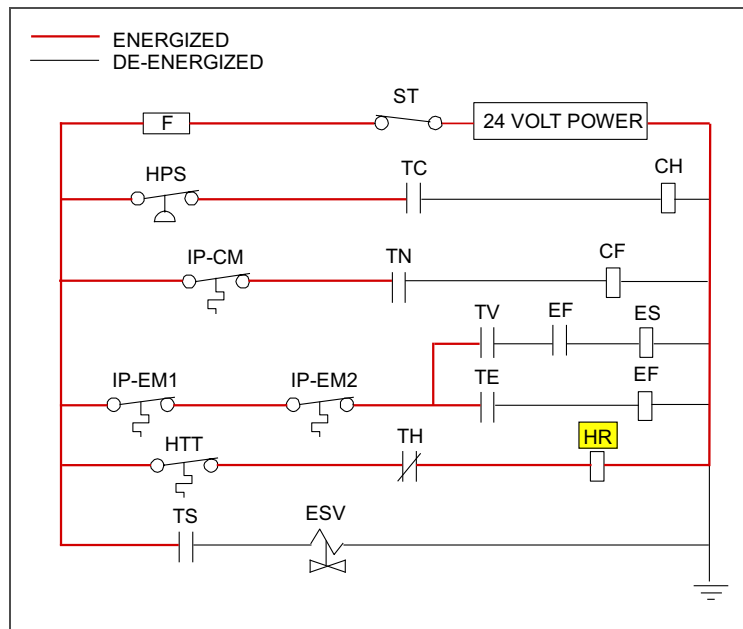 ENERGIZED
DE-ENERGIZED
ST
F
24 VOLT POWER
HPS
TC
CH
IP-CM
TN
CF
TV
EF
ES
IP-EM1
IP-EM2
TE
EF
HTT
TH
HR
TS
ESV